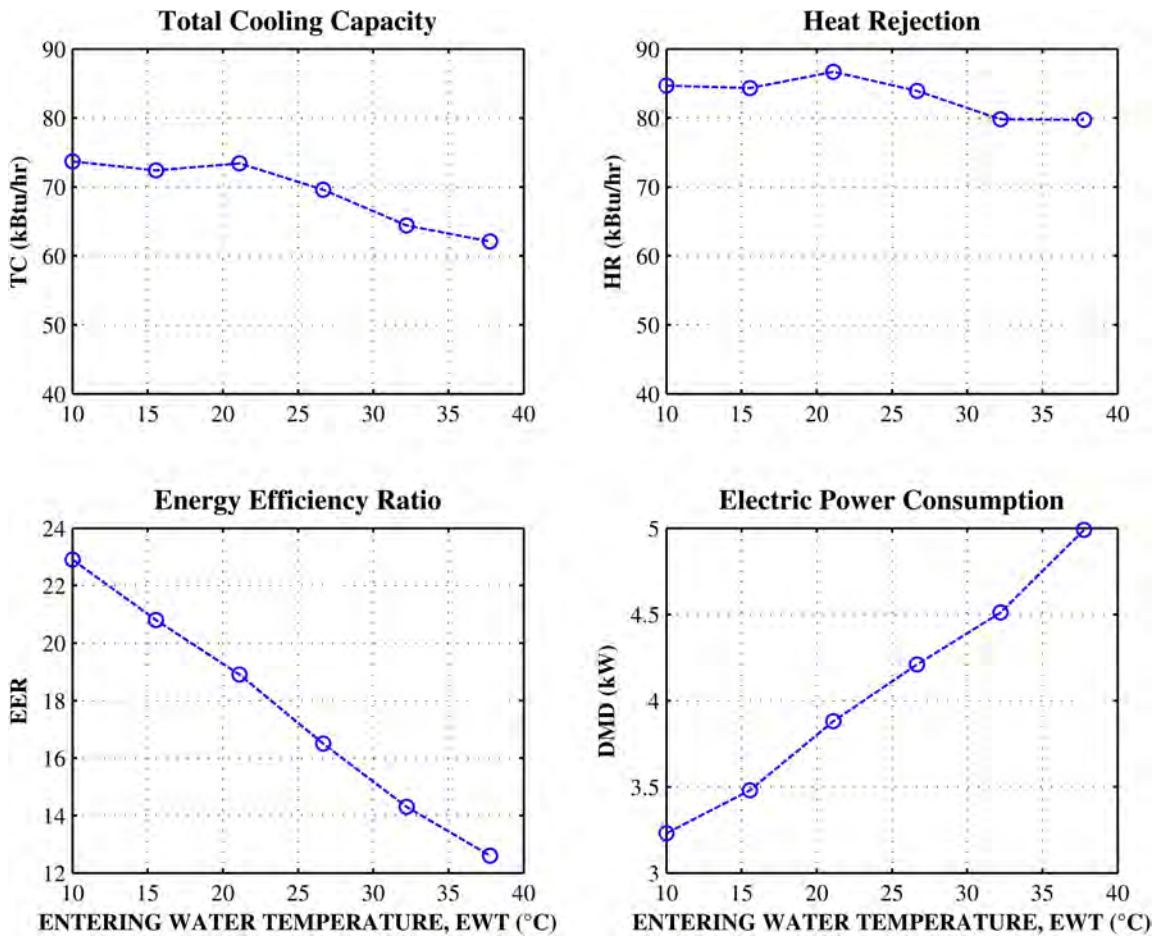 Total Cooling Capacity
90
80
70
60
50
40
TC (kBtu/hr)
10 15 20 25 30 35 40
Heat Rejection
90
80
70
60
50
40
HR (kBtu/hr)
10 15 20 25 30 35 40
Energy Efficiency Ratio
24
22
20
18
16
14
12
EER
10 15 20 25 30 35 40
ENTERING WATER TEMPERATURE, EWT (°C)
Electric Power Consumption
5
4.5
4
3.5
3
DMD (kW)
10 15 20 25 30 35 40
ENTERING WATER TEMPERATURE, EWT (°C)